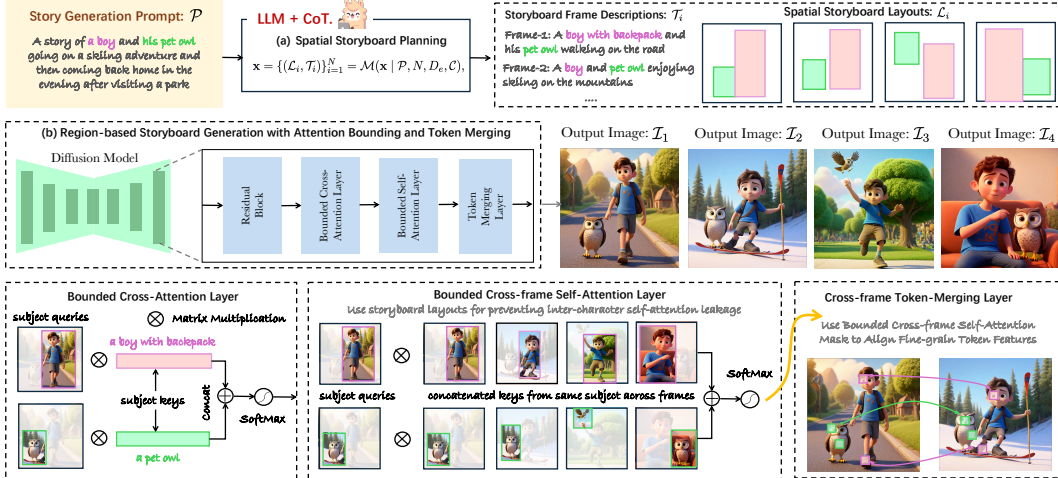 Story Generation Prompt: 𝒫
A story of a boy and his pet owl
going on a skiing adventure and
then coming back home in the
evening after visiting a park
LLM + CoT.
(a) Spatial Storyboard Planning
x = {(ℒᵢ, 𝒯ᵢ)}ᴺᵢ₌₁ = ℳ(x | 𝒫, N, Dₑ, 𝒞),
Storyboard Frame Descriptions: 𝒯ᵢ
Frame-1: A boy with backpack and
his pet owl walking on the road
Frame-2: A boy and pet owl enjoying
skiing on the mountains
....
Spatial Storyboard Layouts: ℒᵢ
(b) Region-based Storyboard Generation with Attention Bounding and Token Merging
Diffusion Model
Residual
Block
Bounded Cross-
Attention Layer
Bounded Self-
Attention Layer
Token
Merging
Layer
Output Image: ℐ₁
Output Image: ℐ₂
Output Image: ℐ₃
Output Image: ℐ₄
Bounded Cross-Attention Layer
subject queries
Matrix Multiplication
a boy with backpack
subject keys
Concat
SoftMax
a pet owl
Bounded Cross-frame Self-Attention Layer
Use storyboard layouts for preventing inter-character self-attention leakage
subject queries
concatenated keys from same subject across frames
SoftMax
Cross-frame Token-Merging Layer
Use Bounded Cross-frame Self-Attention
Mask to Align Fine-grain Token Features